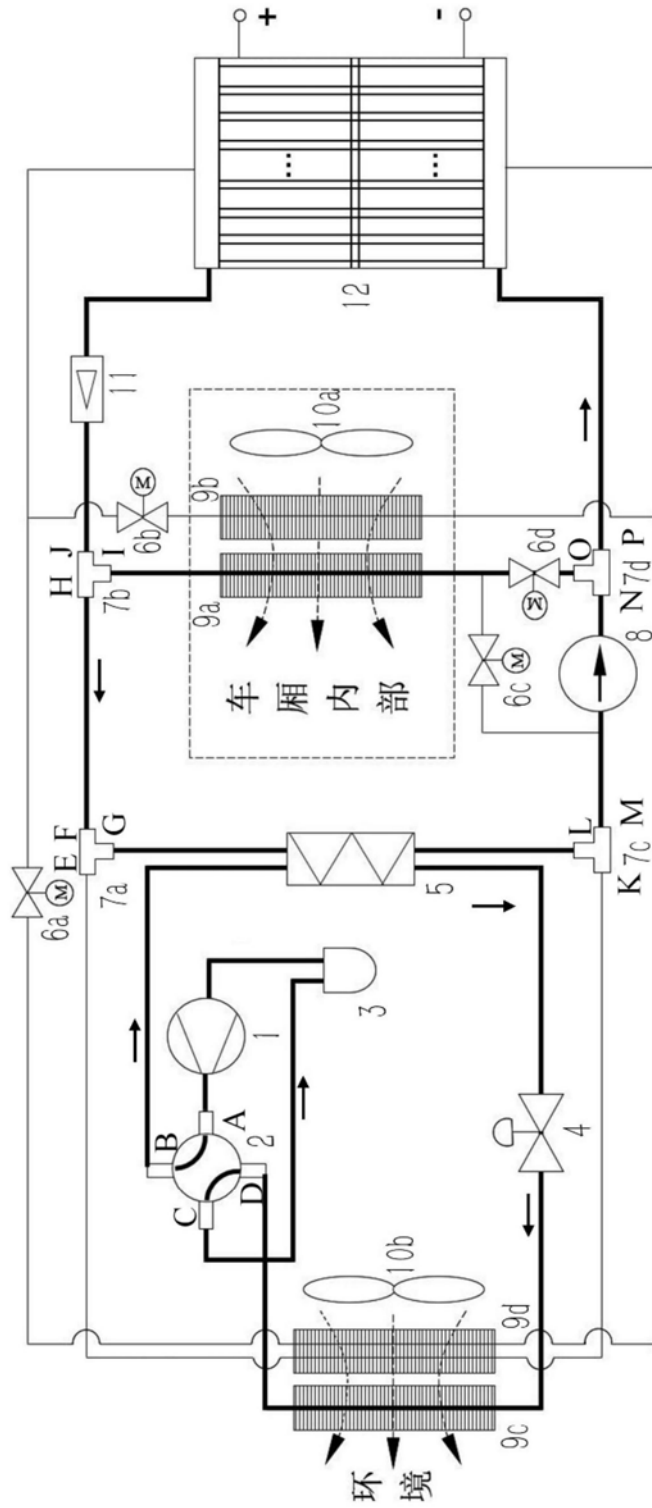 6a
M
E
F
H
J
+
7a
G
7b
I
11
B
C
A
2
D
1
6b
M
9a
9b
10a
车
厢
内
部
...
...
12
3
5
10b
9c
9d
环
境
4
6c
M
6d
M
L
O
-
K
7c
M
8
N
7d
P